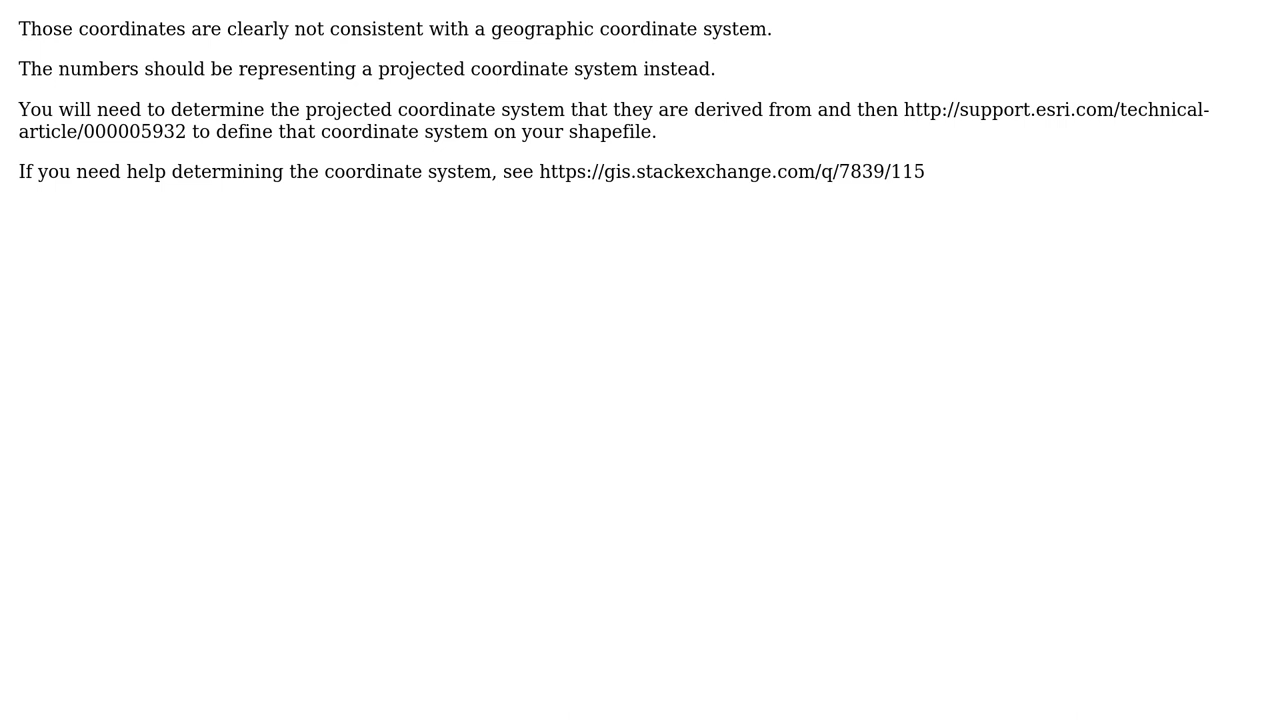 Those coordinates are clearly not consistent with a geographic coordinate system.
The numbers should be representing a projected coordinate system instead.
You will need to determine the projected coordinate system that they are derived from and then http://support.esri.com/technical-
article/000005932 to define that coordinate system on your shapefile.
If you need help determining the coordinate system, see https://gis.stackexchange.com/q/7839/115